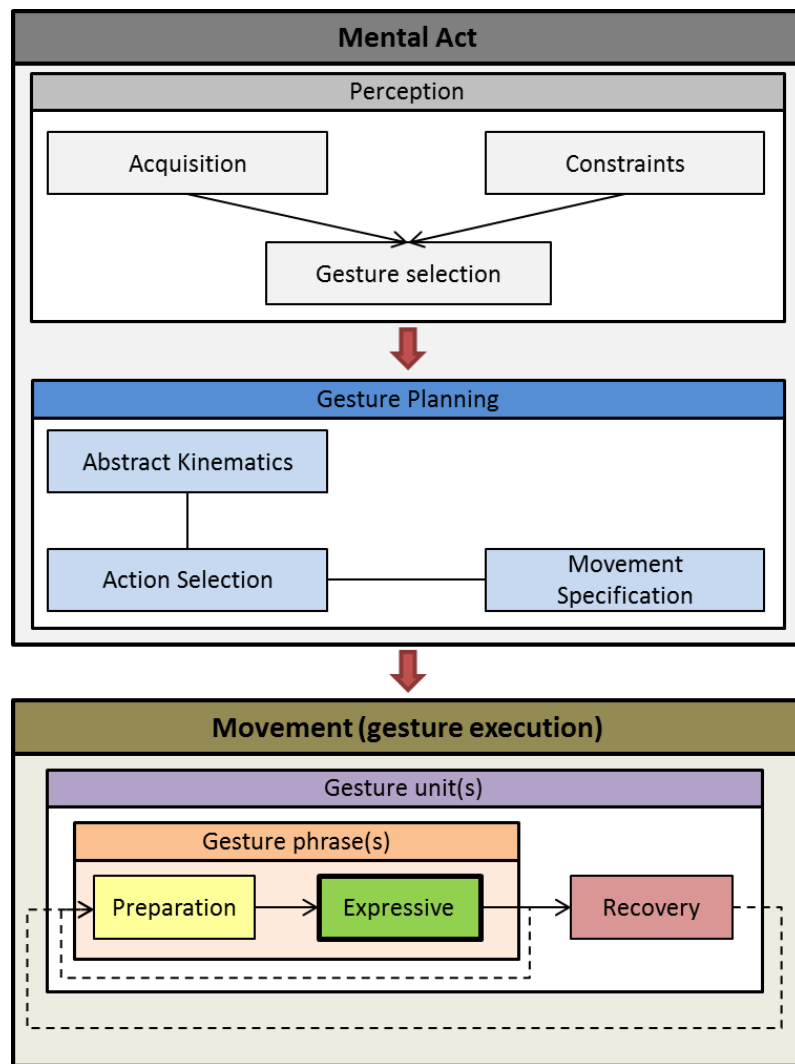 Mental Act
Perception
Acquisition
Constraints
Gesture selection
Gesture Planning
Abstract Kinematics
Action Selection
Movement
Specification
Movement (gesture execution)
Gesture unit(s)
Gesture phrase(s)
Preparation
Expressive
Recovery